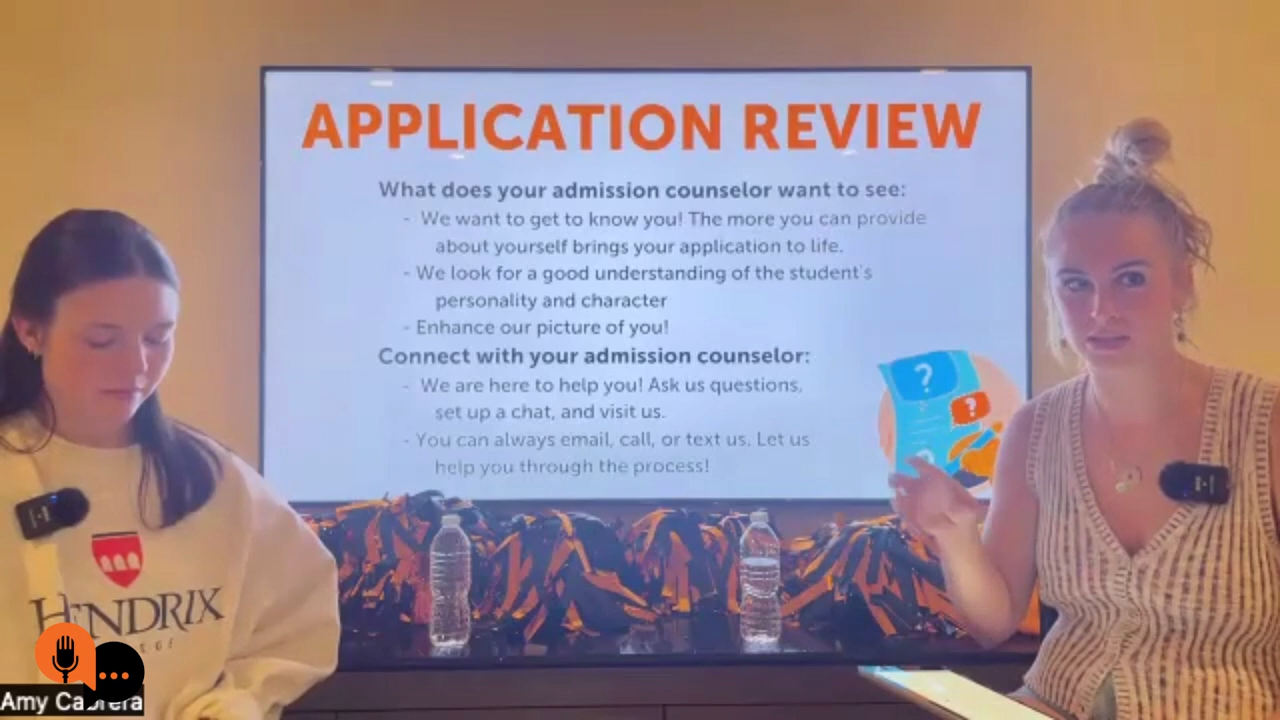 APPLICATION REVIEW
What does your admission counselor want to see:
- We want to get to know you! The more you can provide
about yourself brings your application to life.
- We look for a good understanding of the student's
personality and character
- Enhance our picture of you!
Connect with your admission counselor:
- We are here to help you! Ask us questions,
set up a chat, and visit us.
- You can always email, call, or text us. Let us
help you through the process!
?
?
?
HENDRIX
Amy Cabrera